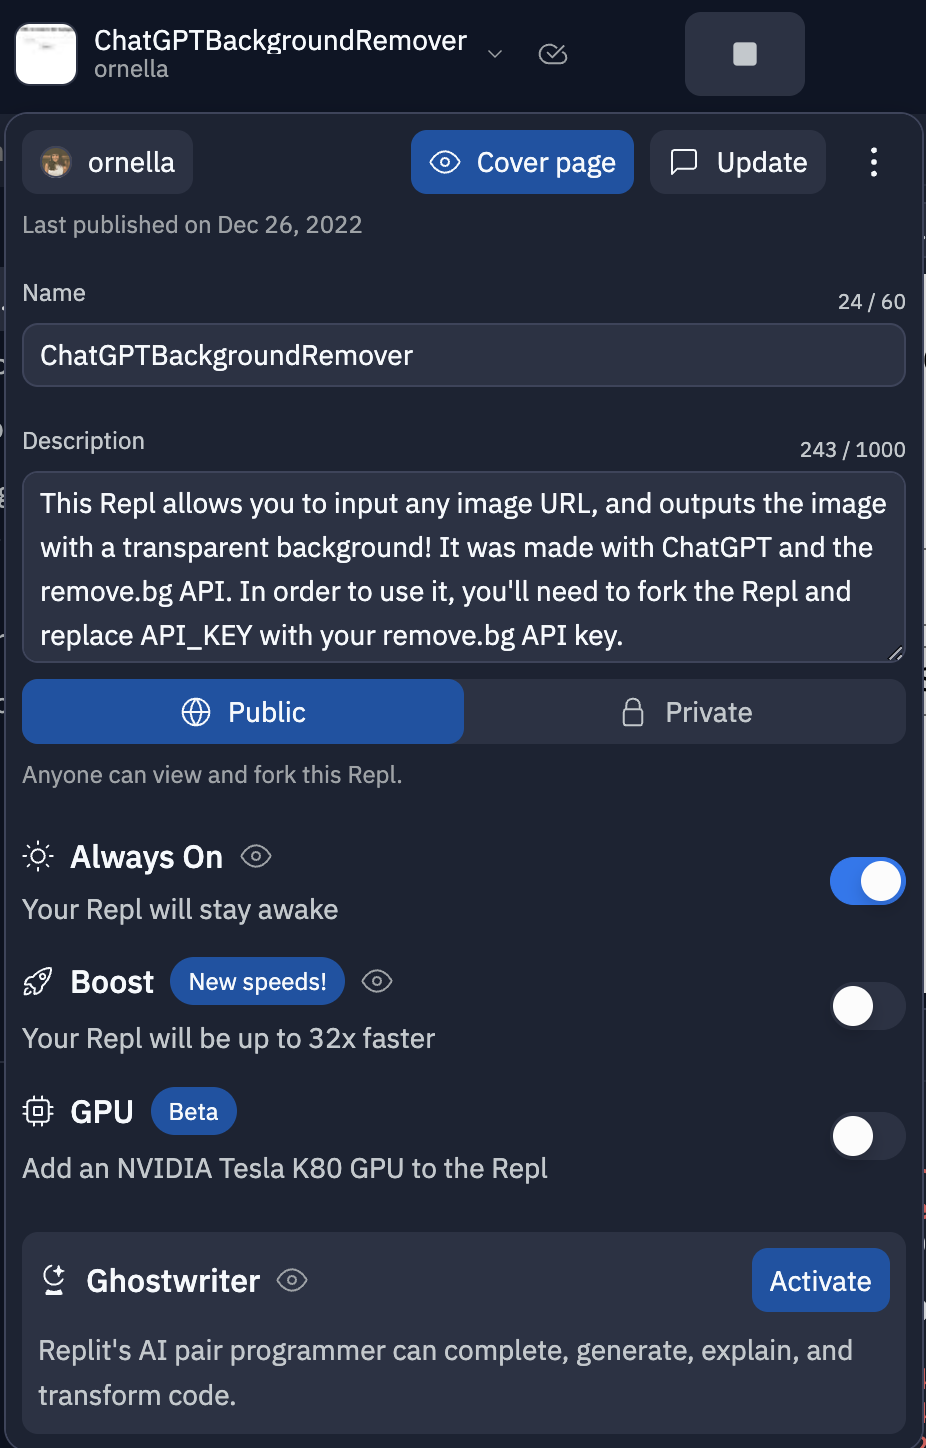 ChatGPTBackgroundRemover
ornella
ornella
Cover page
Update
Last published on Dec 26, 2022
Name
24 / 60
ChatGPTBackgroundRemover
Description
243 / 1000
This Repl allows you to input any image URL, and outputs the image
with a transparent background! It was made with ChatGPT and the
remove.bg API. In order to use it, you'll need to fork the Repl and
replace API_KEY with your remove.bg API key.
Public
Private
Anyone can view and fork this Repl.
Always On
Your Repl will stay awake
Boost New speeds!
Your Repl will be up to 32x faster
GPU Beta
Add an NVIDIA Tesla K80 GPU to the Repl
Ghostwriter
Activate
Replit's AI pair programmer can complete, generate, explain, and
transform code.